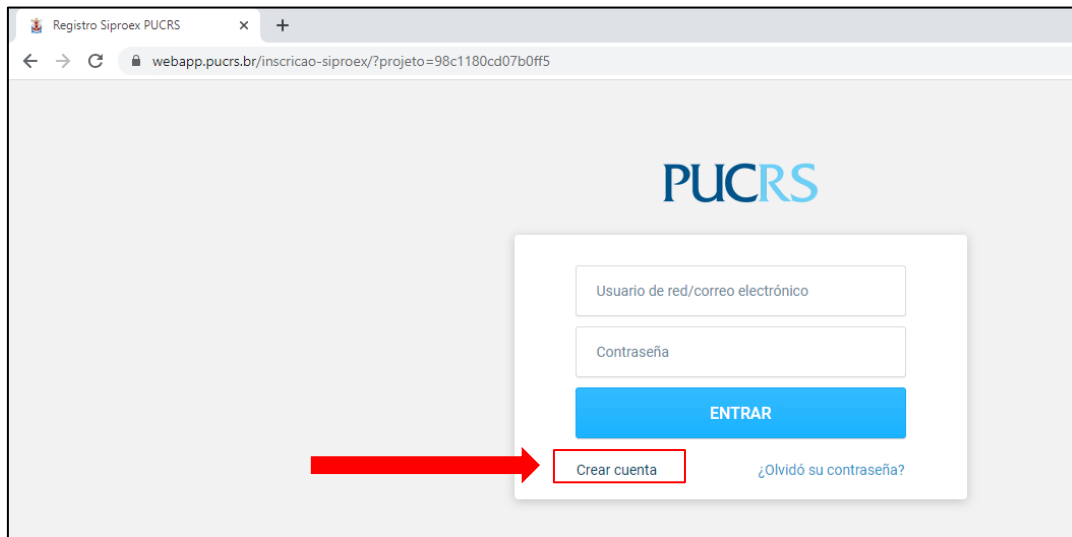 Registro Siproex PUCRS
webapp.pucrs.br/inscricao-siproex/?projeto=98c1180cd07b0ff5
PUCRS
Usuario de red/correo electrónico
Contraseña
ENTRAR
Crear cuenta ¿Olvidó su contraseña?